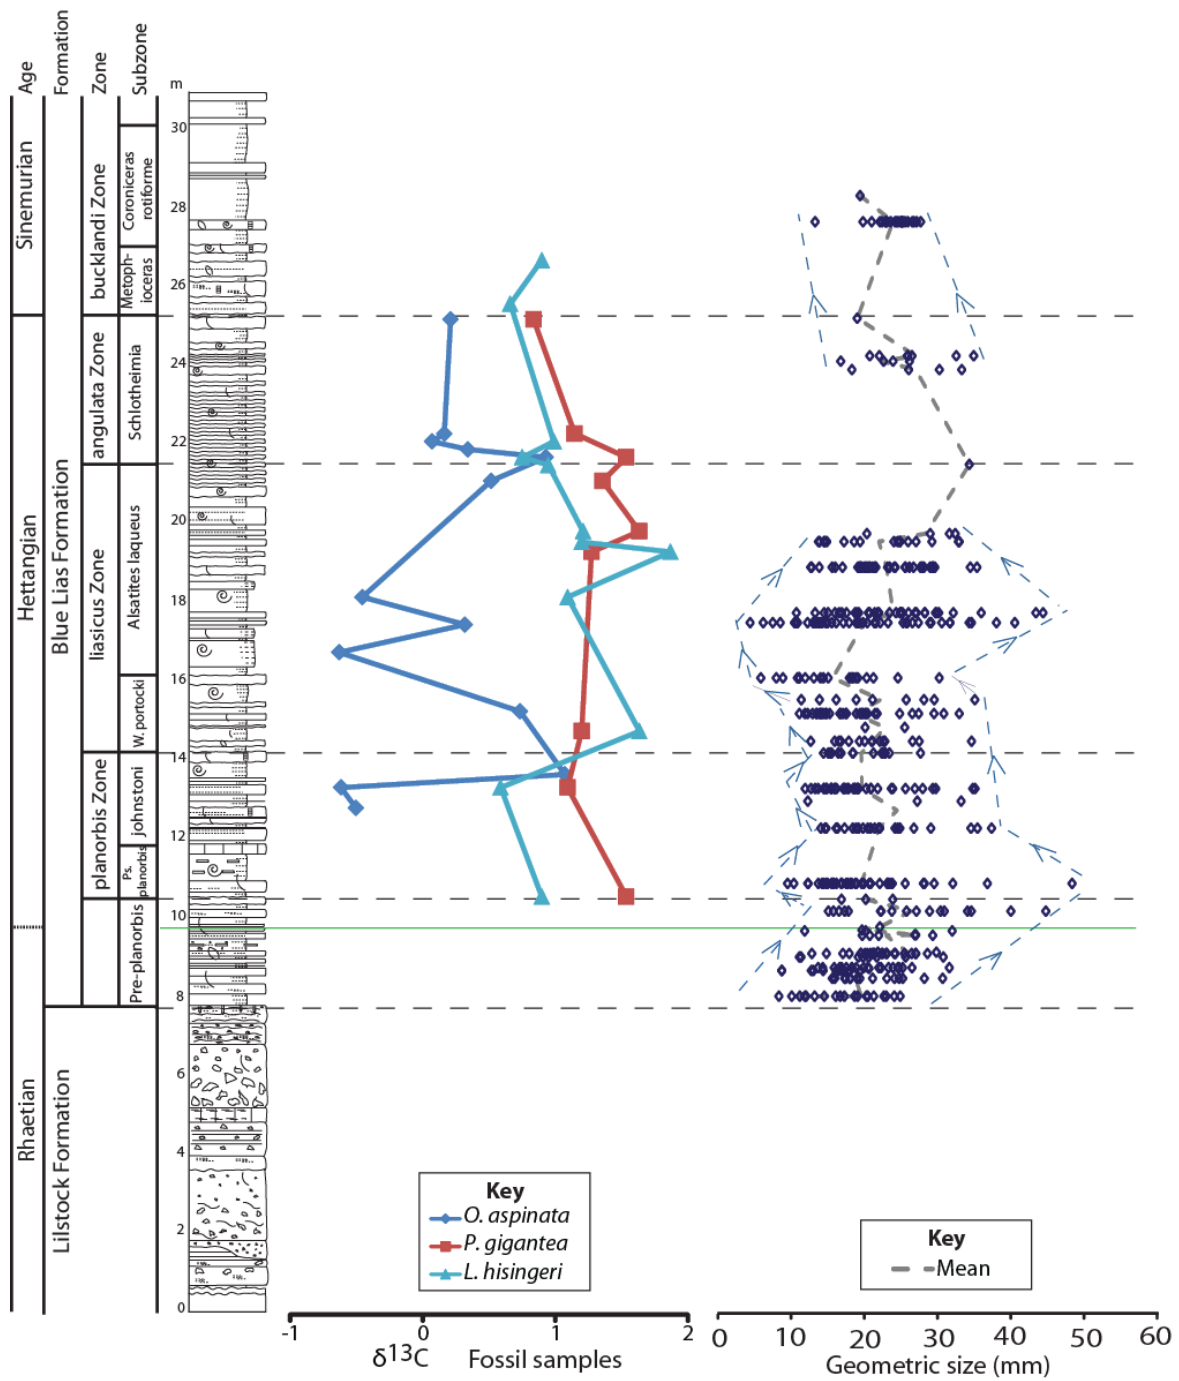 Age
Formation
Zone
Subzone
m
Sinemurian
Hettangian
Rhaetian
Blue Lias Formation
Lilstock Formation
bucklandi Zone
angulata Zone
liasicus Zone
planorbis Zone
Coroniceras
rotiforme
Metoph-
ioceras
Schlotheimia
Alsatites laqueus
W. portocki
johnstoni
Ps.
planorbis
Pre-planorbis
30
28
26
24
22
20
18
16
14
12
10
8
6
4
2
0
Key
O. aspinata
P. gigantea
L. hisingeri
-1 0 1 2
δ13C Fossil samples
Key
Mean
0 10 20 30 40 50 60
Geometric size (mm)